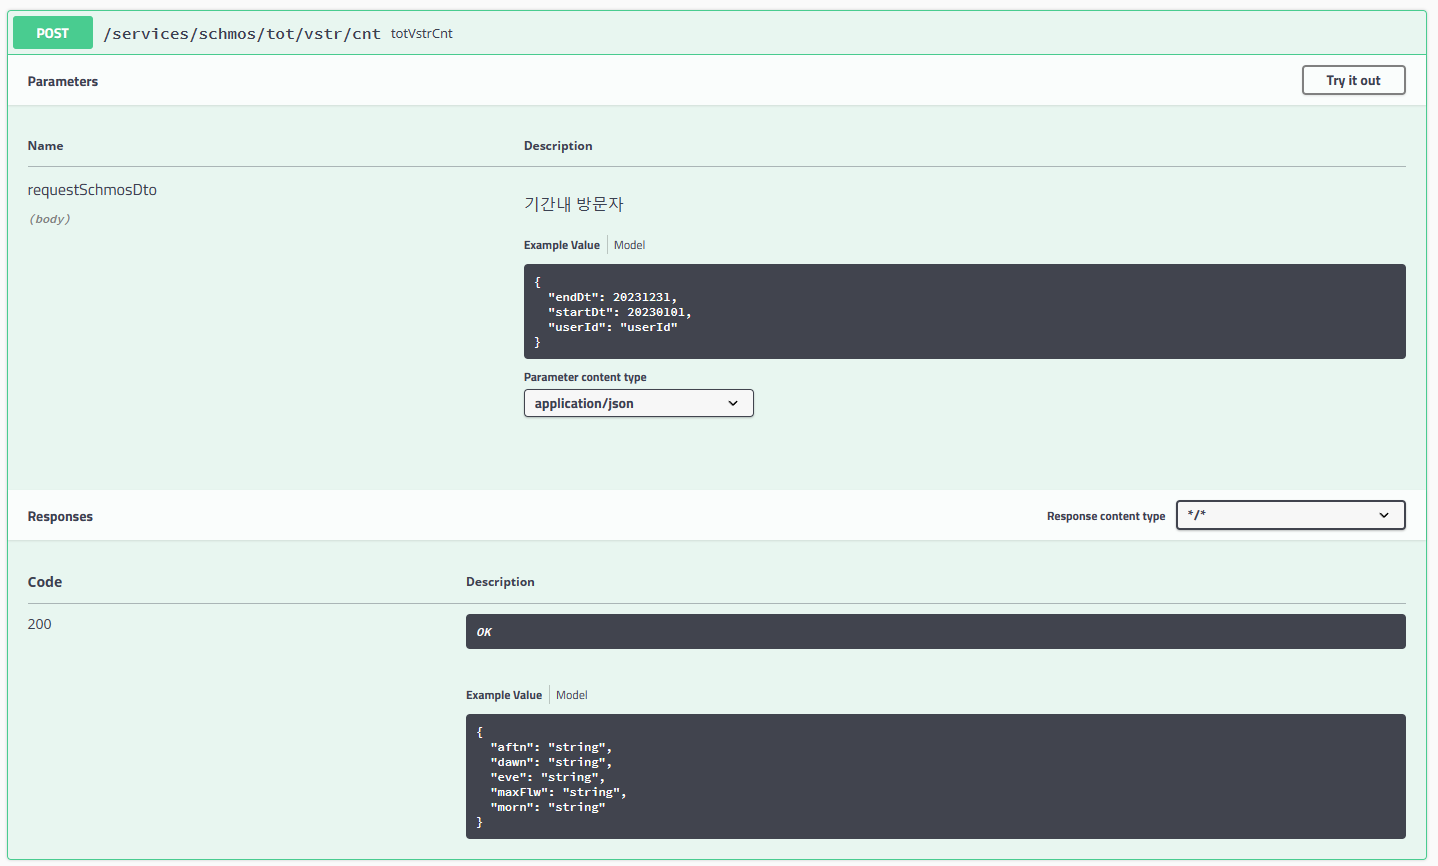 POST /services/schmos/tot/vstr/cnt totVstrCnt
Parameters
Try it out
Name
Description
requestSchmosDto
(body)
기간내 방문자
Example Value Model
{
"endDt": 20231231,
"startDt": 20230101,
"userId": "userId"
}
Parameter content type
application/json
Responses
Response content type
*/*
Code
Description
200
OK
Example Value Model
{
"aftn": "string",
"dawn": "string",
"eve": "string",
"maxFlw": "string",
"morn": "string"
}